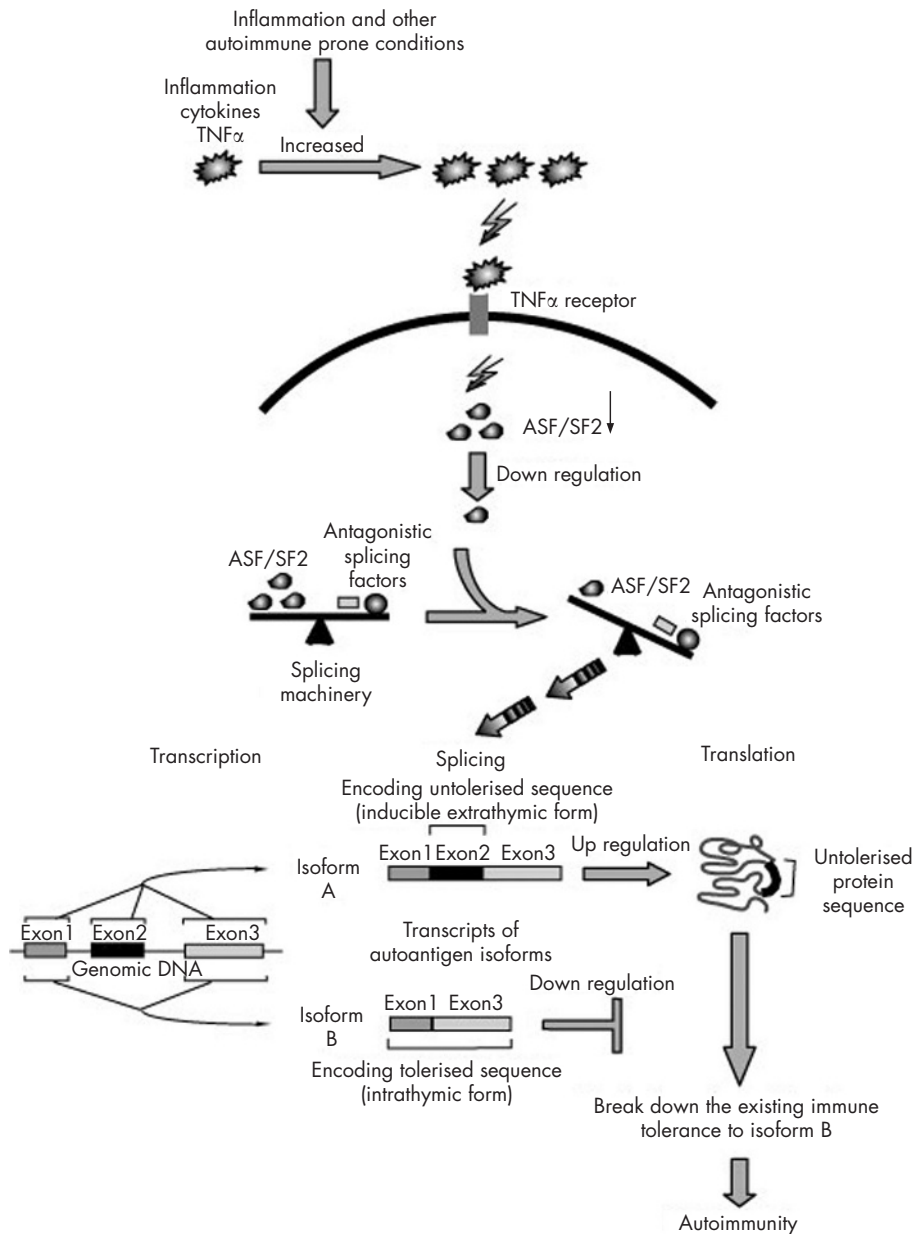 Inflammation and other
autoimmune prone conditions
Inflammation
cytokines
TNFα
Increased
TNFα receptor
ASF/SF2
Down regulation
ASF/SF2
Antagonistic
splicing
factors
Splicing
machinery
ASF/SF2
Antagonistic
splicing factors
Transcription
Splicing
Translation
Encoding untolerised sequence
(inducible extrathymic form)
Isoform
A
Exon1 Exon2 Exon3
Up regulation
Untolerised
protein
sequence
Exon1 Exon2 Exon3
Genomic DNA
Transcripts of
autoantigen isoforms
Isoform
B
Exon1 Exon3
Down regulation
Encoding tolerised sequence
(intrathymic form)
Break down the existing immune
tolerance to isoform B
Autoimmunity